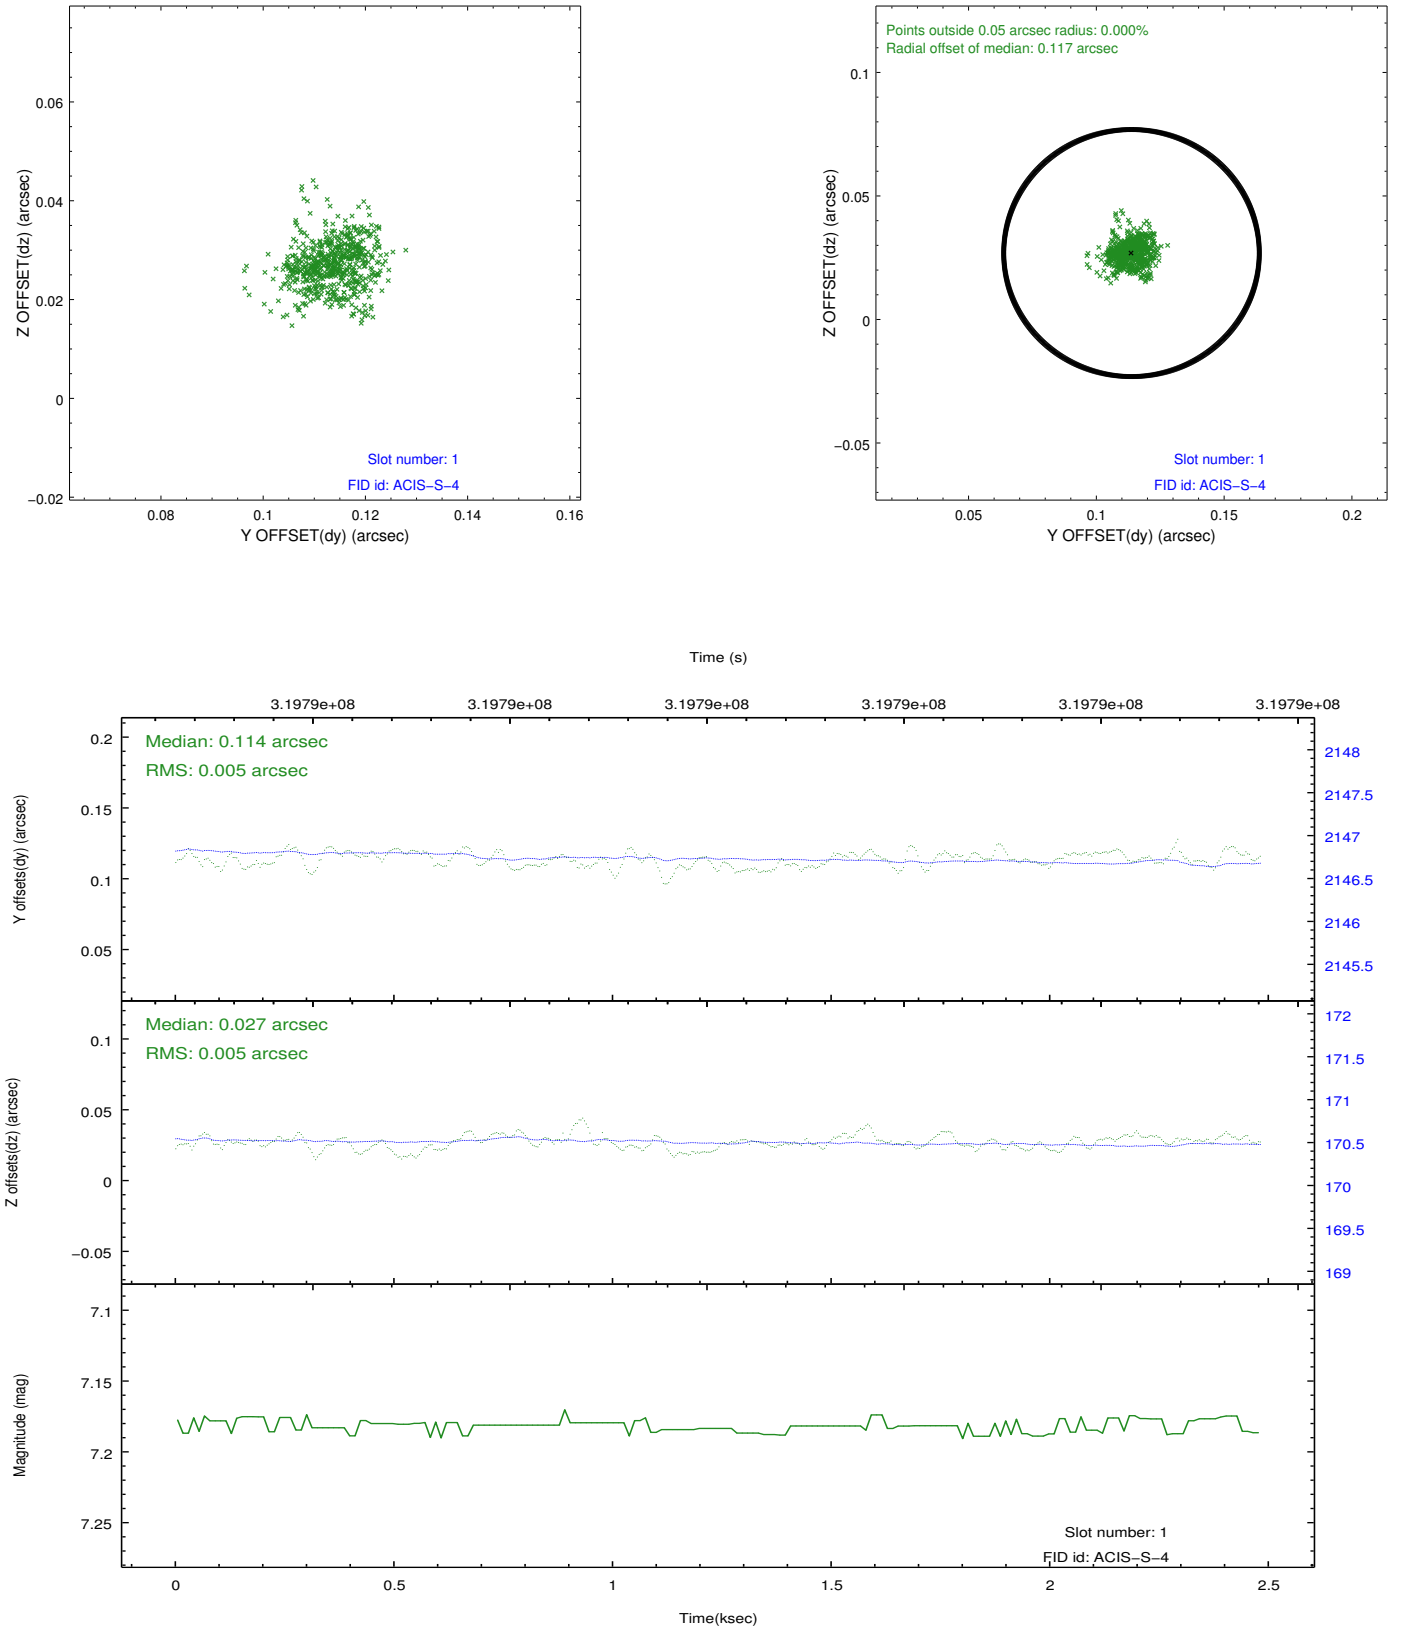 0.06
0.04
0.02
0
−0.02
Z OFFSET(dz) (arcsec)
Slot number: 1
FID id: ACIS−S−4
0.08
0.1
0.12
0.14
0.16
Y OFFSET(dy) (arcsec)
Points outside 0.05 arcsec radius: 0.000%
Radial offset of median: 0.117 arcsec
0.1
0.05
0
−0.05
Z OFFSET(dz) (arcsec)
Slot number: 1
FID id: ACIS−S−4
0.05
0.1
0.15
0.2
Y OFFSET(dy) (arcsec)
Time (s)
3.1979e+08
3.1979e+08
3.1979e+08
3.1979e+08
3.1979e+08
3.1979e+08
Median: 0.114 arcsec
RMS: 0.005 arcsec
0.2
0.15
0.1
0.05
Y offsets(dy) (arcsec)
2148
2147.5
2147
2146.5
2146
2145.5
Median: 0.027 arcsec
RMS: 0.005 arcsec
0.1
0.05
0
−0.05
Z offsets(dz) (arcsec)
172
171.5
171
170.5
170
169.5
169
7.1
7.15
7.2
7.25
Magnitude (mag)
Slot number: 1
FID id: ACIS−S−4
0
0.5
1
1.5
2
2.5
Time(ksec)